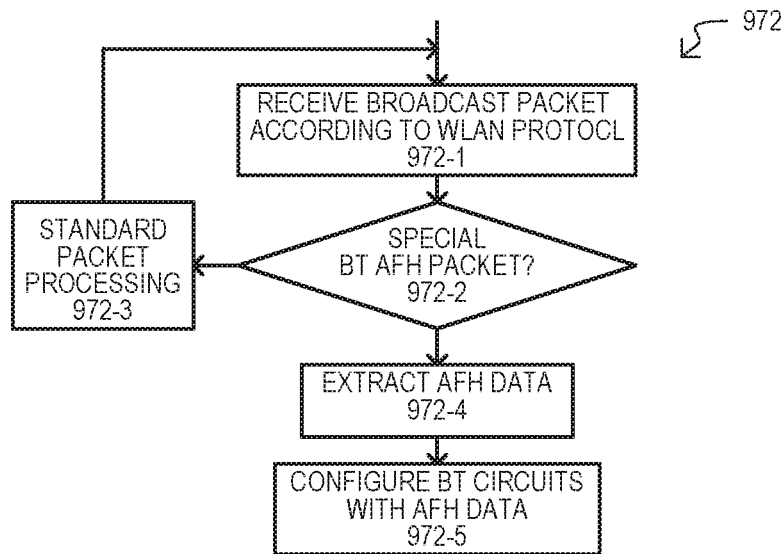 972
RECEIVE BROADCAST PACKET
ACCORDING TO WLAN PROTOCL
972-1
SPECIAL
BT AFH PACKET?
972-2
STANDARD
PACKET
PROCESSING
972-3
EXTRACT AFH DATA
972-4
CONFIGURE BT CIRCUITS
WITH AFH DATA
972-5